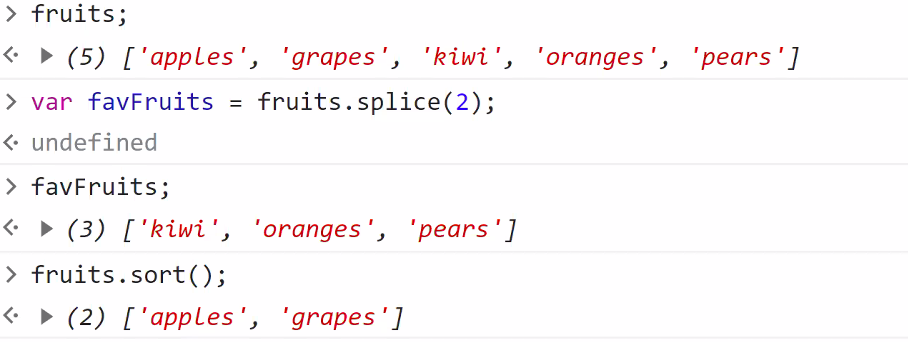 > fruits;
(5) ['apples', 'grapes', 'kiwi', 'oranges', 'pears']
> var favFruits = fruits.splice(2);
undefined
> favFruits;
(3) ['kiwi', 'oranges', 'pears']
> fruits.sort();
(2) ['apples', 'grapes']